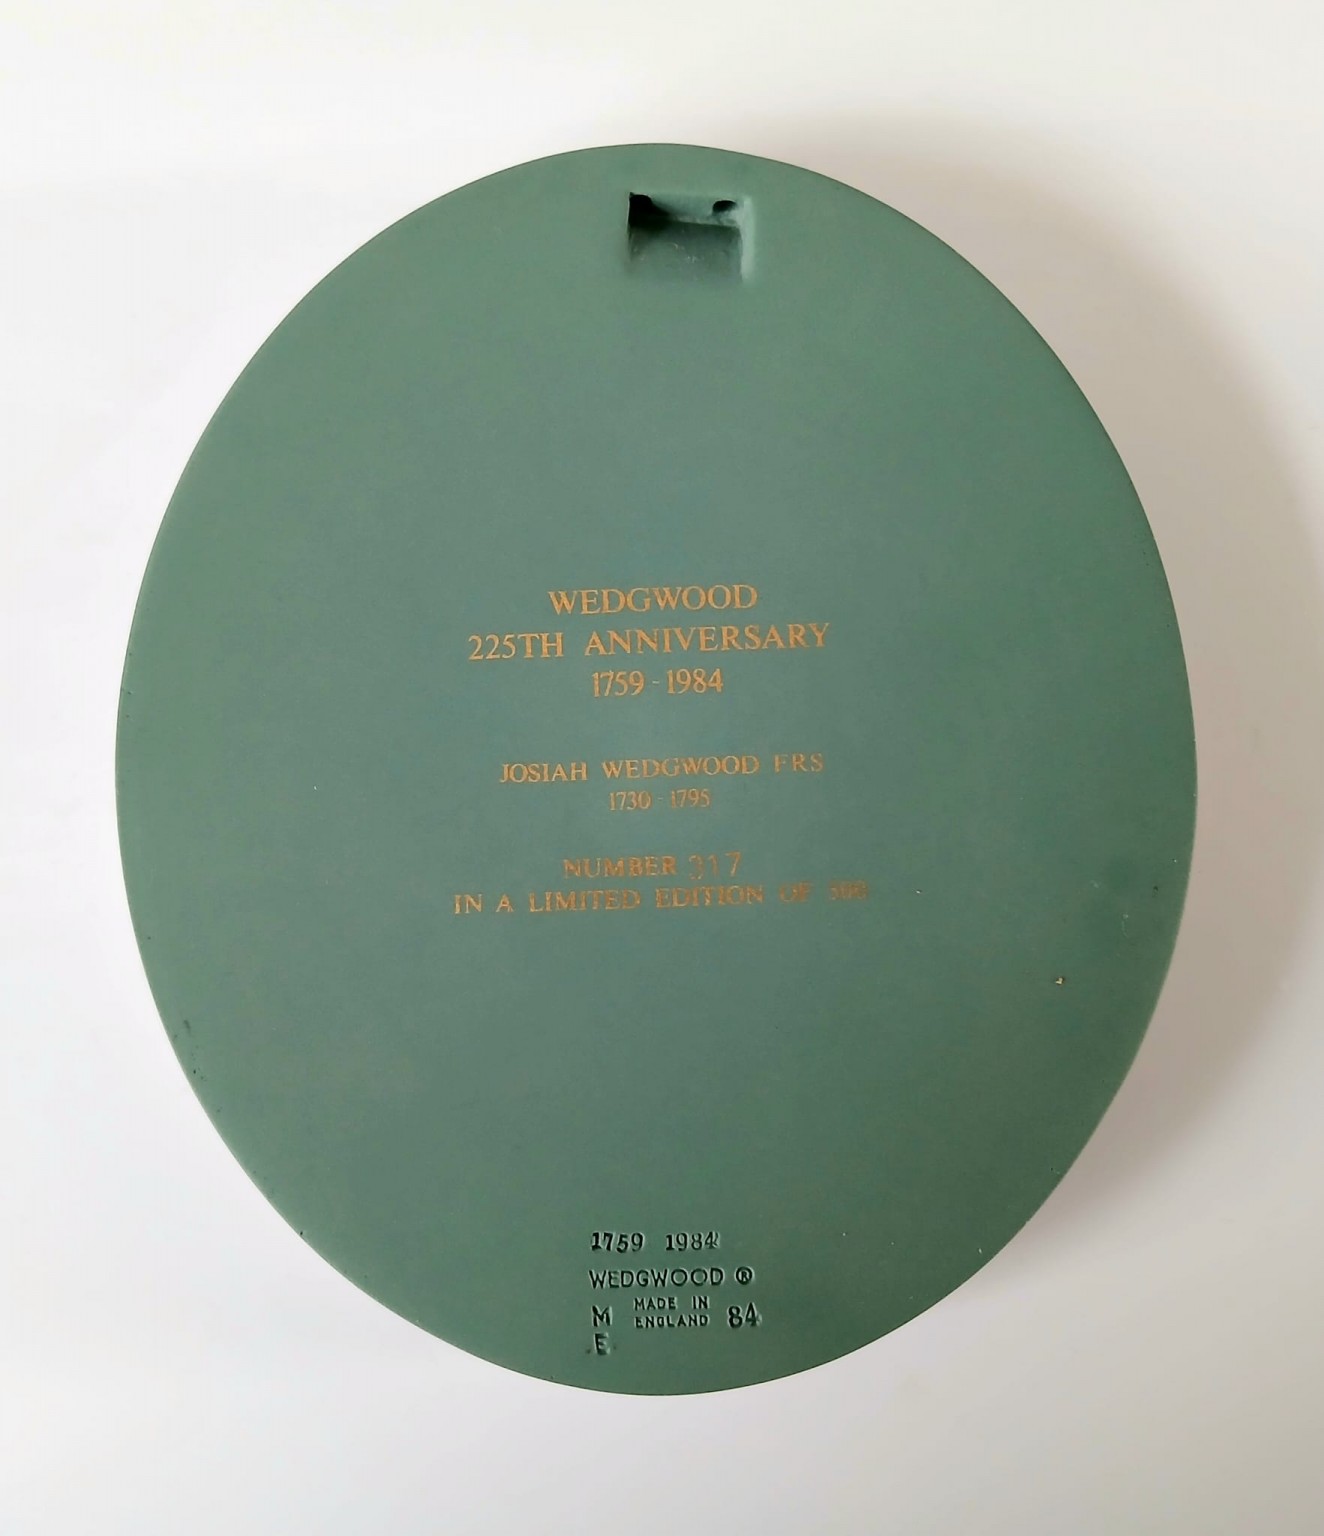 WEDGWOOD
225TH ANNIVERSARY
1759-1984
JOSIAH WEDGWOOD FRS
1730-1795
NUMBER 317
IN A LIMITED EDITION OF 500
1759 1984
WEDGWOOD ®
MADE IN
M ENGLAND 84
E